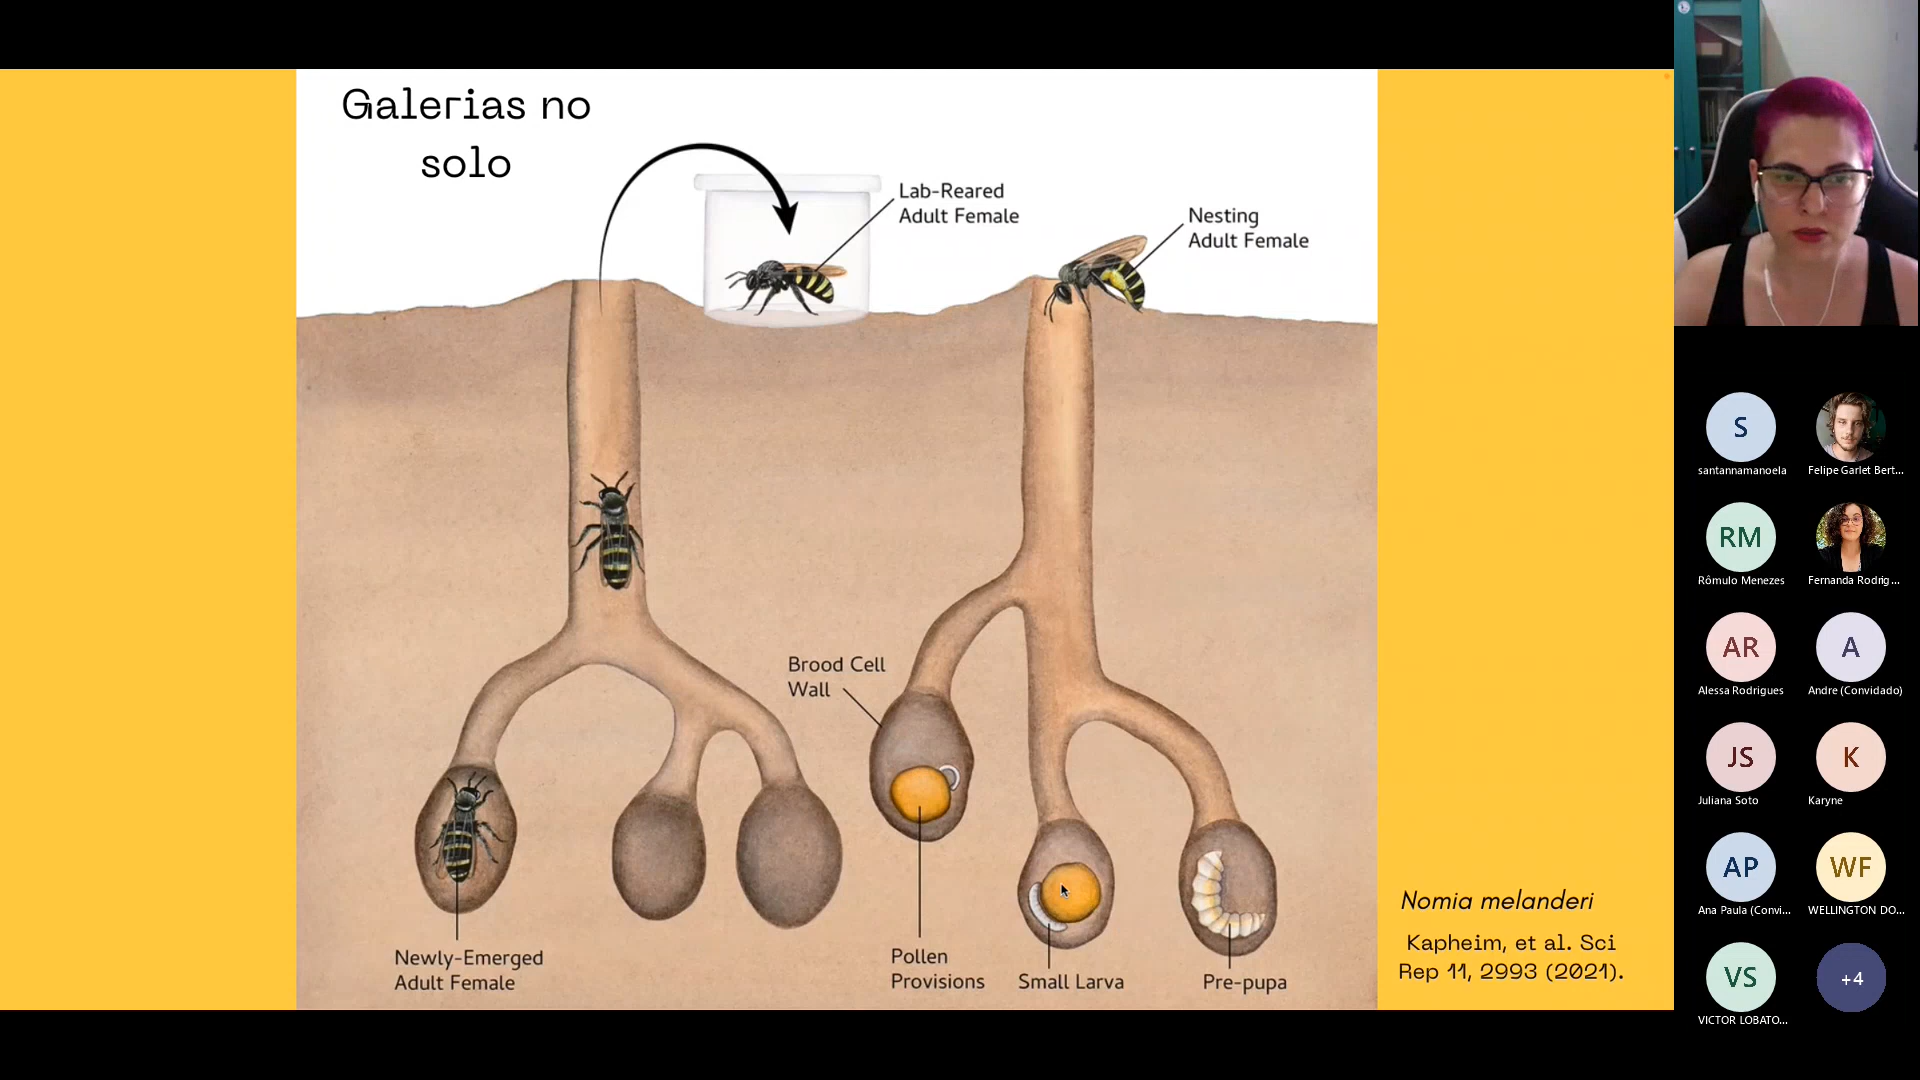 Galerias no
solo
Lab-Reared
Adult Female
Nesting
Adult Female
Brood Cell
Wall
Newly-Emerged
Adult Female
Pollen
Provisions
Small Larva
Pre-pupa
Nomia melanderi
Kapheim, et al. Sci
Rep 11, 2993 (2021).
S
santannamanoela
Felipe Garlet Bert...
RM
Rômulo Menezes
Fernanda Rodrig...
AR
Alessa Rodrigues
A
Andre (Convidado)
JS
Juliana Soto
K
Karyne
AP
Ana Paula (Convi...
WF
WELLINGTON DO...
VS
VICTOR LOBATO...
+4